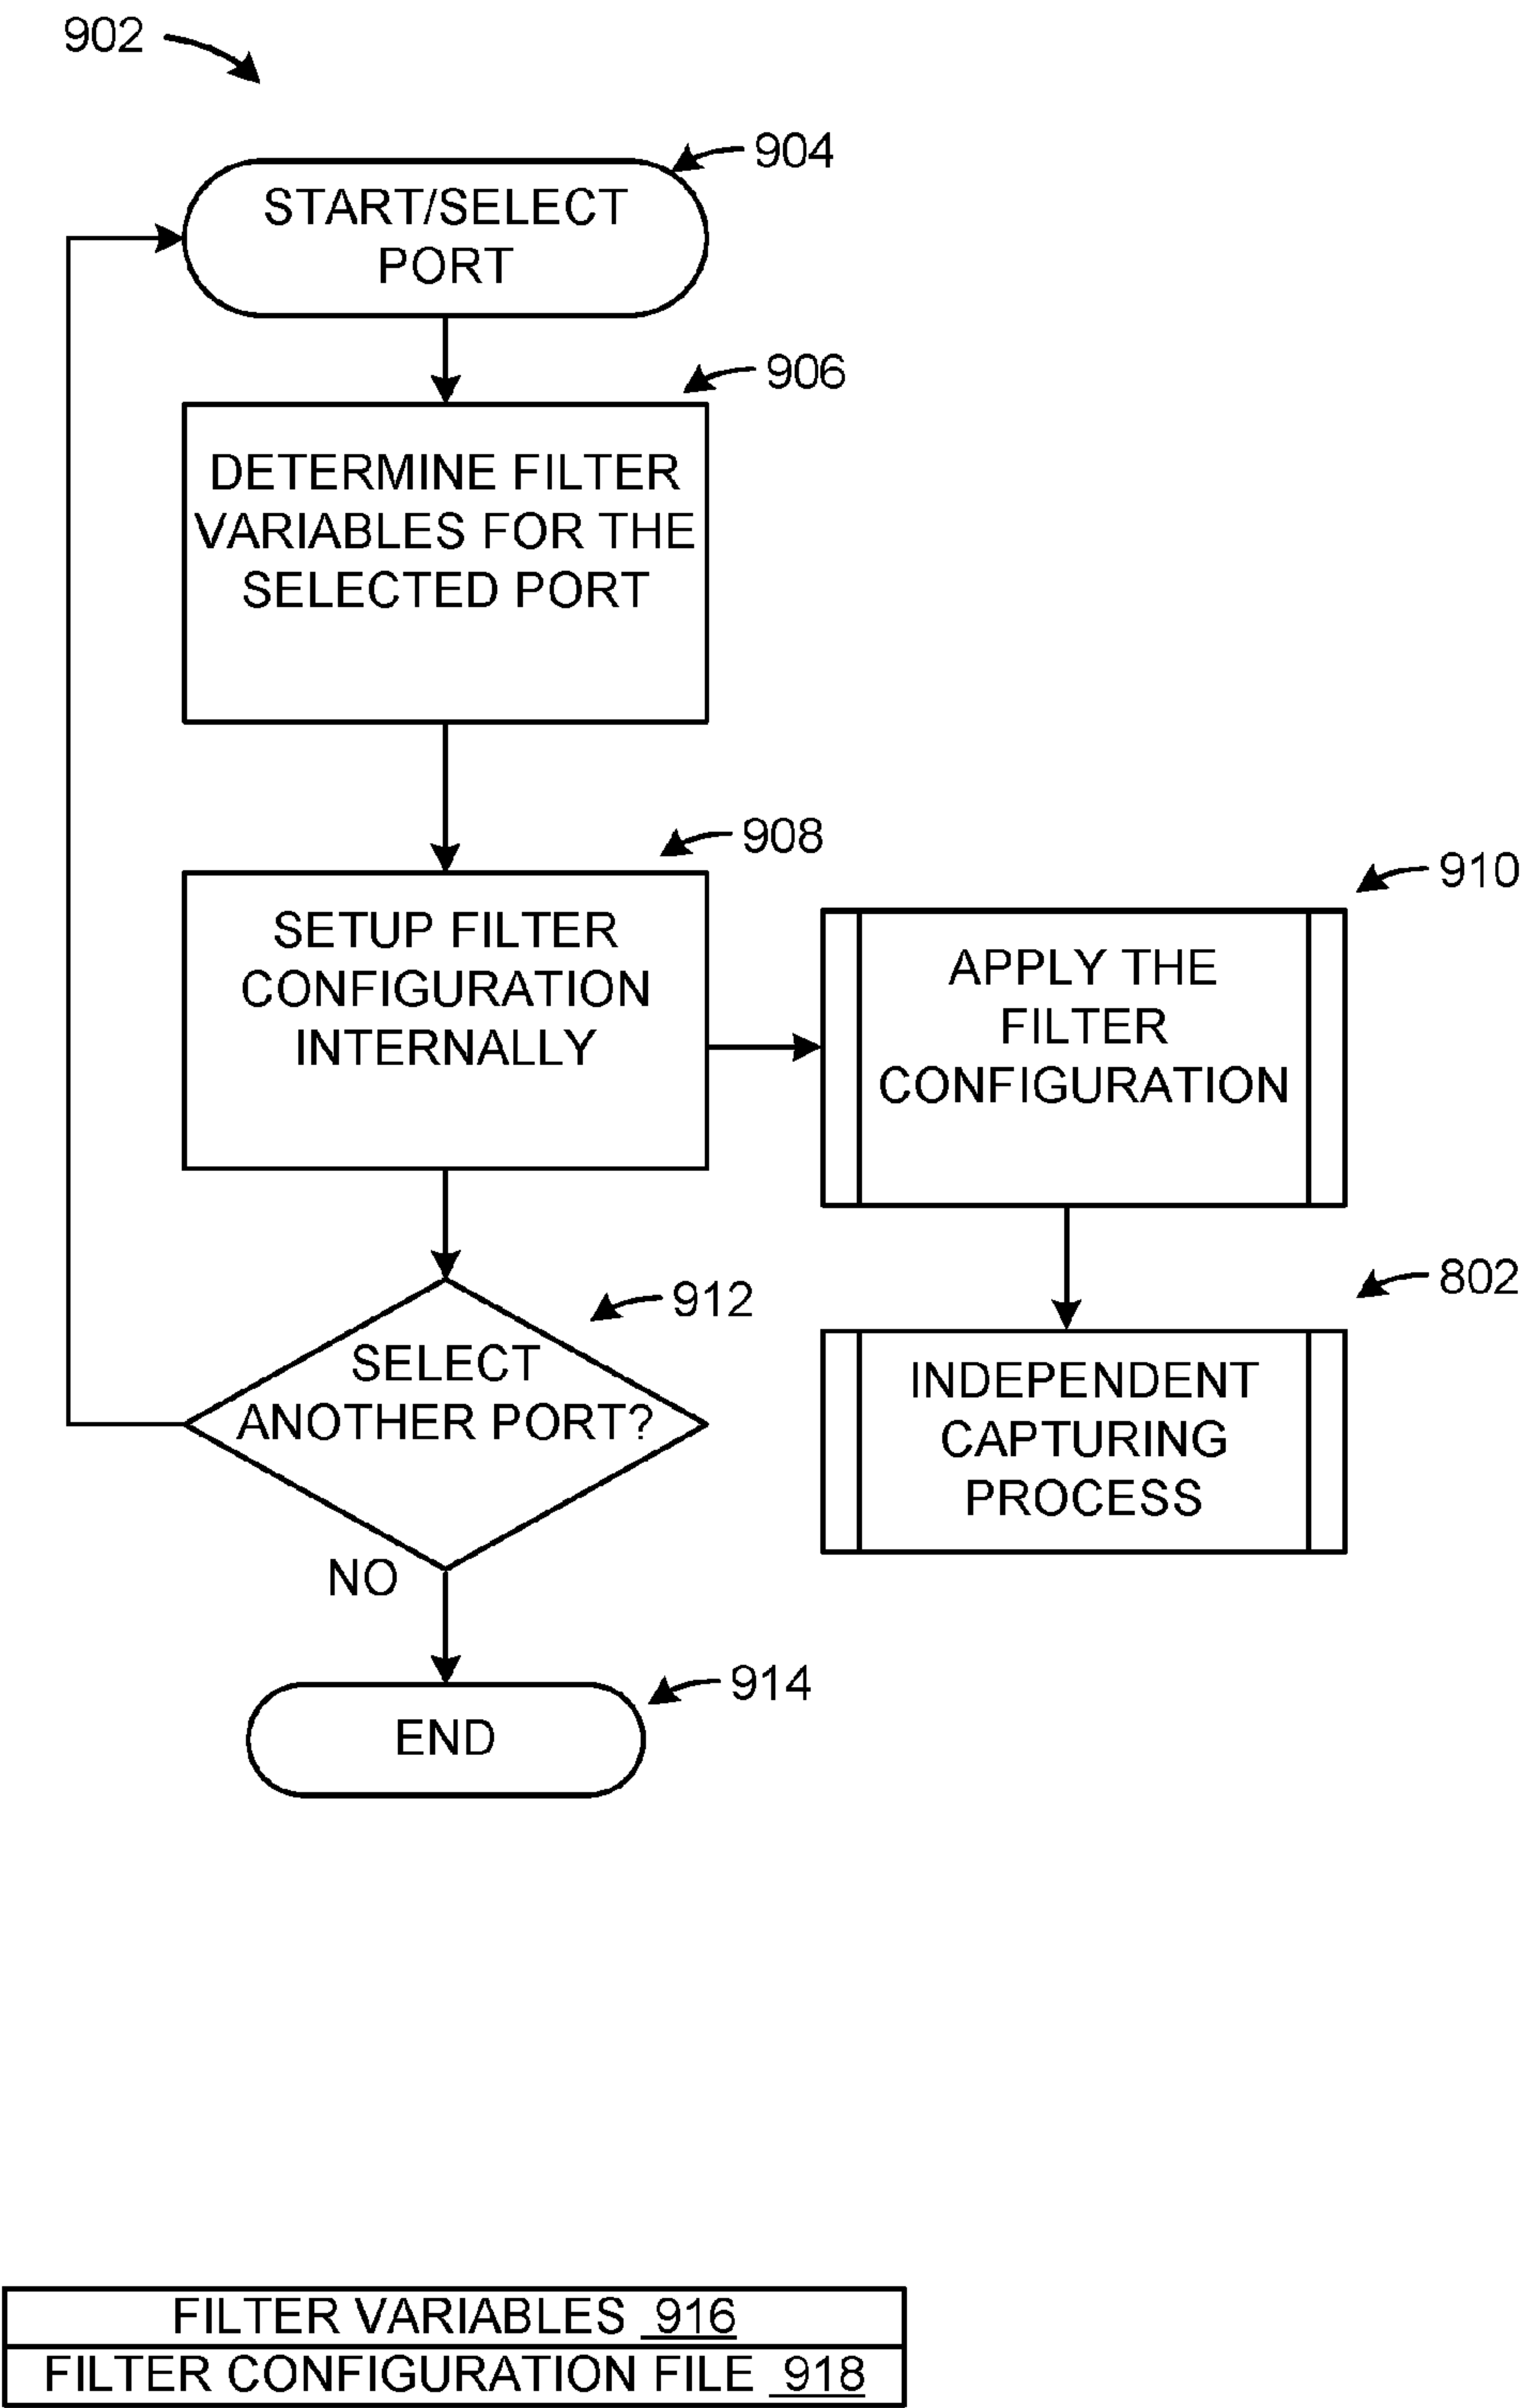 902
904
START/SELECT
PORT
906
DETERMINE FILTER
VARIABLES FOR THE
SELECTED PORT
908
SETUP FILTER
CONFIGURATION
INTERNALLY
910
APPLY THE
FILTER
CONFIGURATION
912
SELECT
ANOTHER PORT?
802
INDEPENDENT
CAPTURING
PROCESS
NO
914
END
FILTER VARIABLES 916
FILTER CONFIGURATION FILE 918